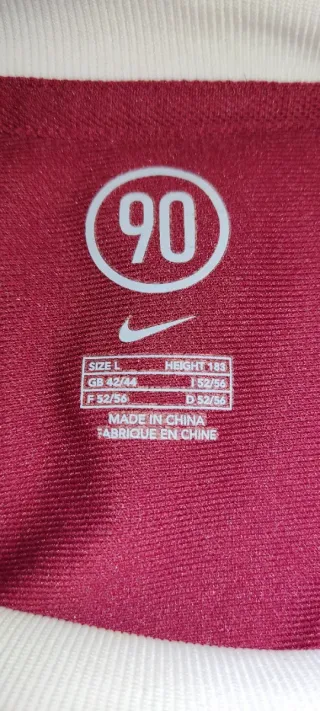 90
SIZE L HEIGHT 183
GB 42/44 I 52/56
F 52/56 D 52/56
MADE IN CHINA
FABRIQUE EN CHINE